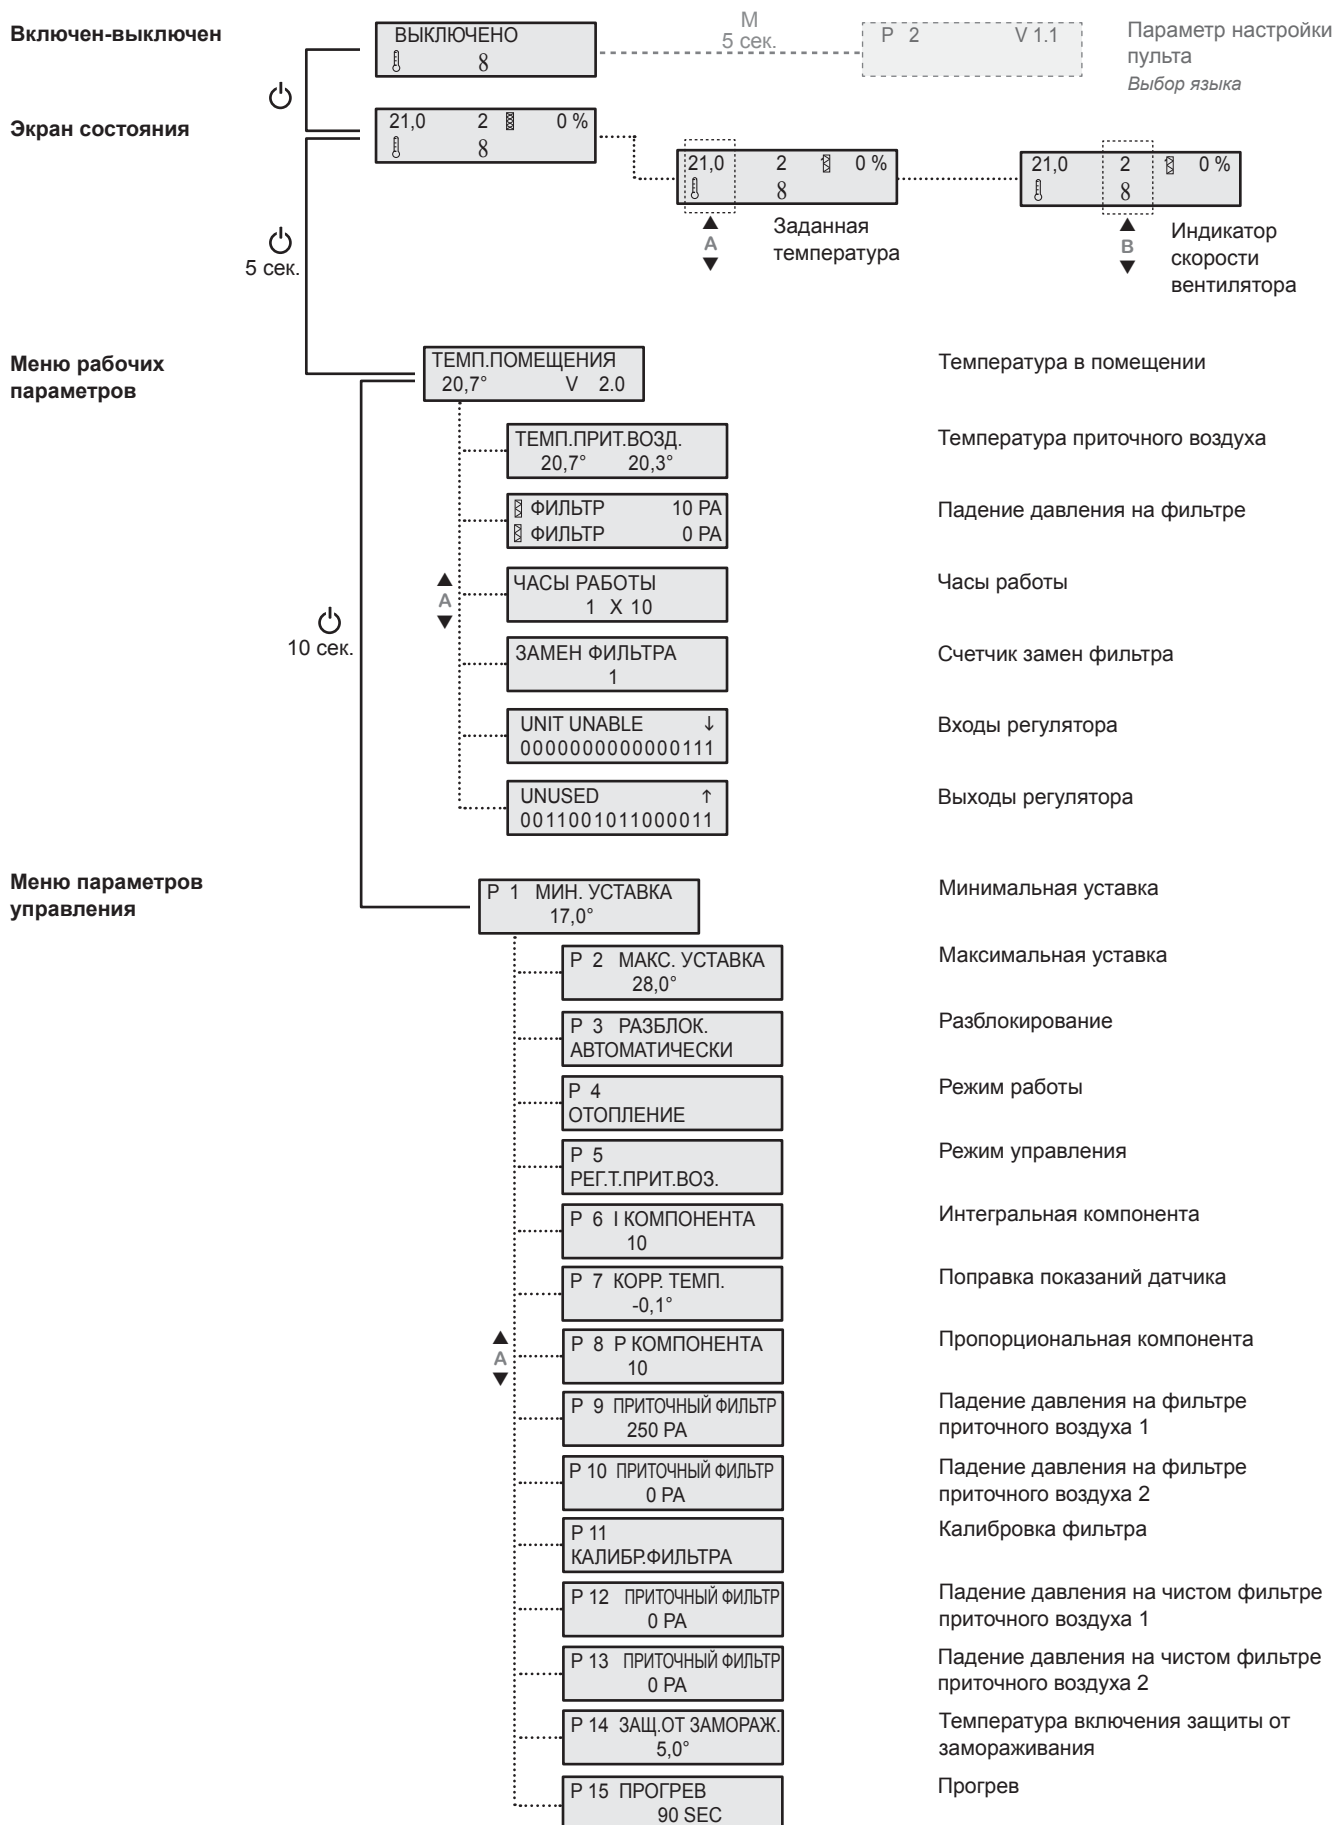 Включен-выключен
ВЫКЛЮЧЕНО
8
M
5 сек.
P 2 V 1.1
Параметр настройки
пульта
Выбор языка
Экран состояния
21,0 2 0 %
8
21,0 2 0 %
8
A
Заданная
температура
21,0 2 0 %
8
B
Индикатор
скорости
вентилятора
5 сек.
Меню рабочих
параметров
ТЕМП.ПОМЕЩЕНИЯ
20,7° V 2.0
Температура в помещении
ТЕМП.ПРИТ.ВОЗД.
20,7° 20,3°
Температура приточного воздуха
ФИЛЬТР 10 PA
ФИЛЬТР 0 PA
Падение давления на фильтре
A
ЧАСЫ РАБОТЫ
1 X 10
Часы работы
10 сек.
ЗАМЕН ФИЛЬТРА
1
Счетчик замен фильтра
UNIT UNABLE ↓
0000000000000111
Входы регулятора
UNUSED ↑
0011001011000011
Выходы регулятора
Меню параметров
управления
P 1 МИН. УСТАВКА
17,0°
Минимальная уставка
P 2 МАКС. УСТАВКА
28,0°
Максимальная уставка
P 3 РАЗБЛОК.
АВТОМАТИЧЕСКИ
Разблокирование
P 4
ОТОПЛЕНИЕ
Режим работы
P 5
РЕГ.Т.ПРИТ.ВОЗ.
Режим управления
P 6 I КОМПОНЕНТА
10
Интегральная компонента
P 7 КОРР. ТЕМП.
-0,1°
Поправка показаний датчика
A
P 8 P КОМПОНЕНТА
10
Пропорциональная компонента
P 9 ПРИТОЧНЫЙ ФИЛЬТР
250 PA
Падение давления на фильтре
приточного воздуха 1
P 10 ПРИТОЧНЫЙ ФИЛЬТР
0 PA
Падение давления на фильтре
приточного воздуха 2
P 11
КАЛИБР.ФИЛЬТРА
Калибровка фильтра
P 12 ПРИТОЧНЫЙ ФИЛЬТР
0 PA
Падение давления на чистом фильтре
приточного воздуха 1
P 13 ПРИТОЧНЫЙ ФИЛЬТР
0 PA
Падение давления на чистом фильтре
приточного воздуха 2
P 14 ЗАЩ.ОТ ЗАМОРАЖ.
5,0°
Температура включения защиты от
замораживания
P 15 ПРОГРЕВ
90 SEC
Прогрев